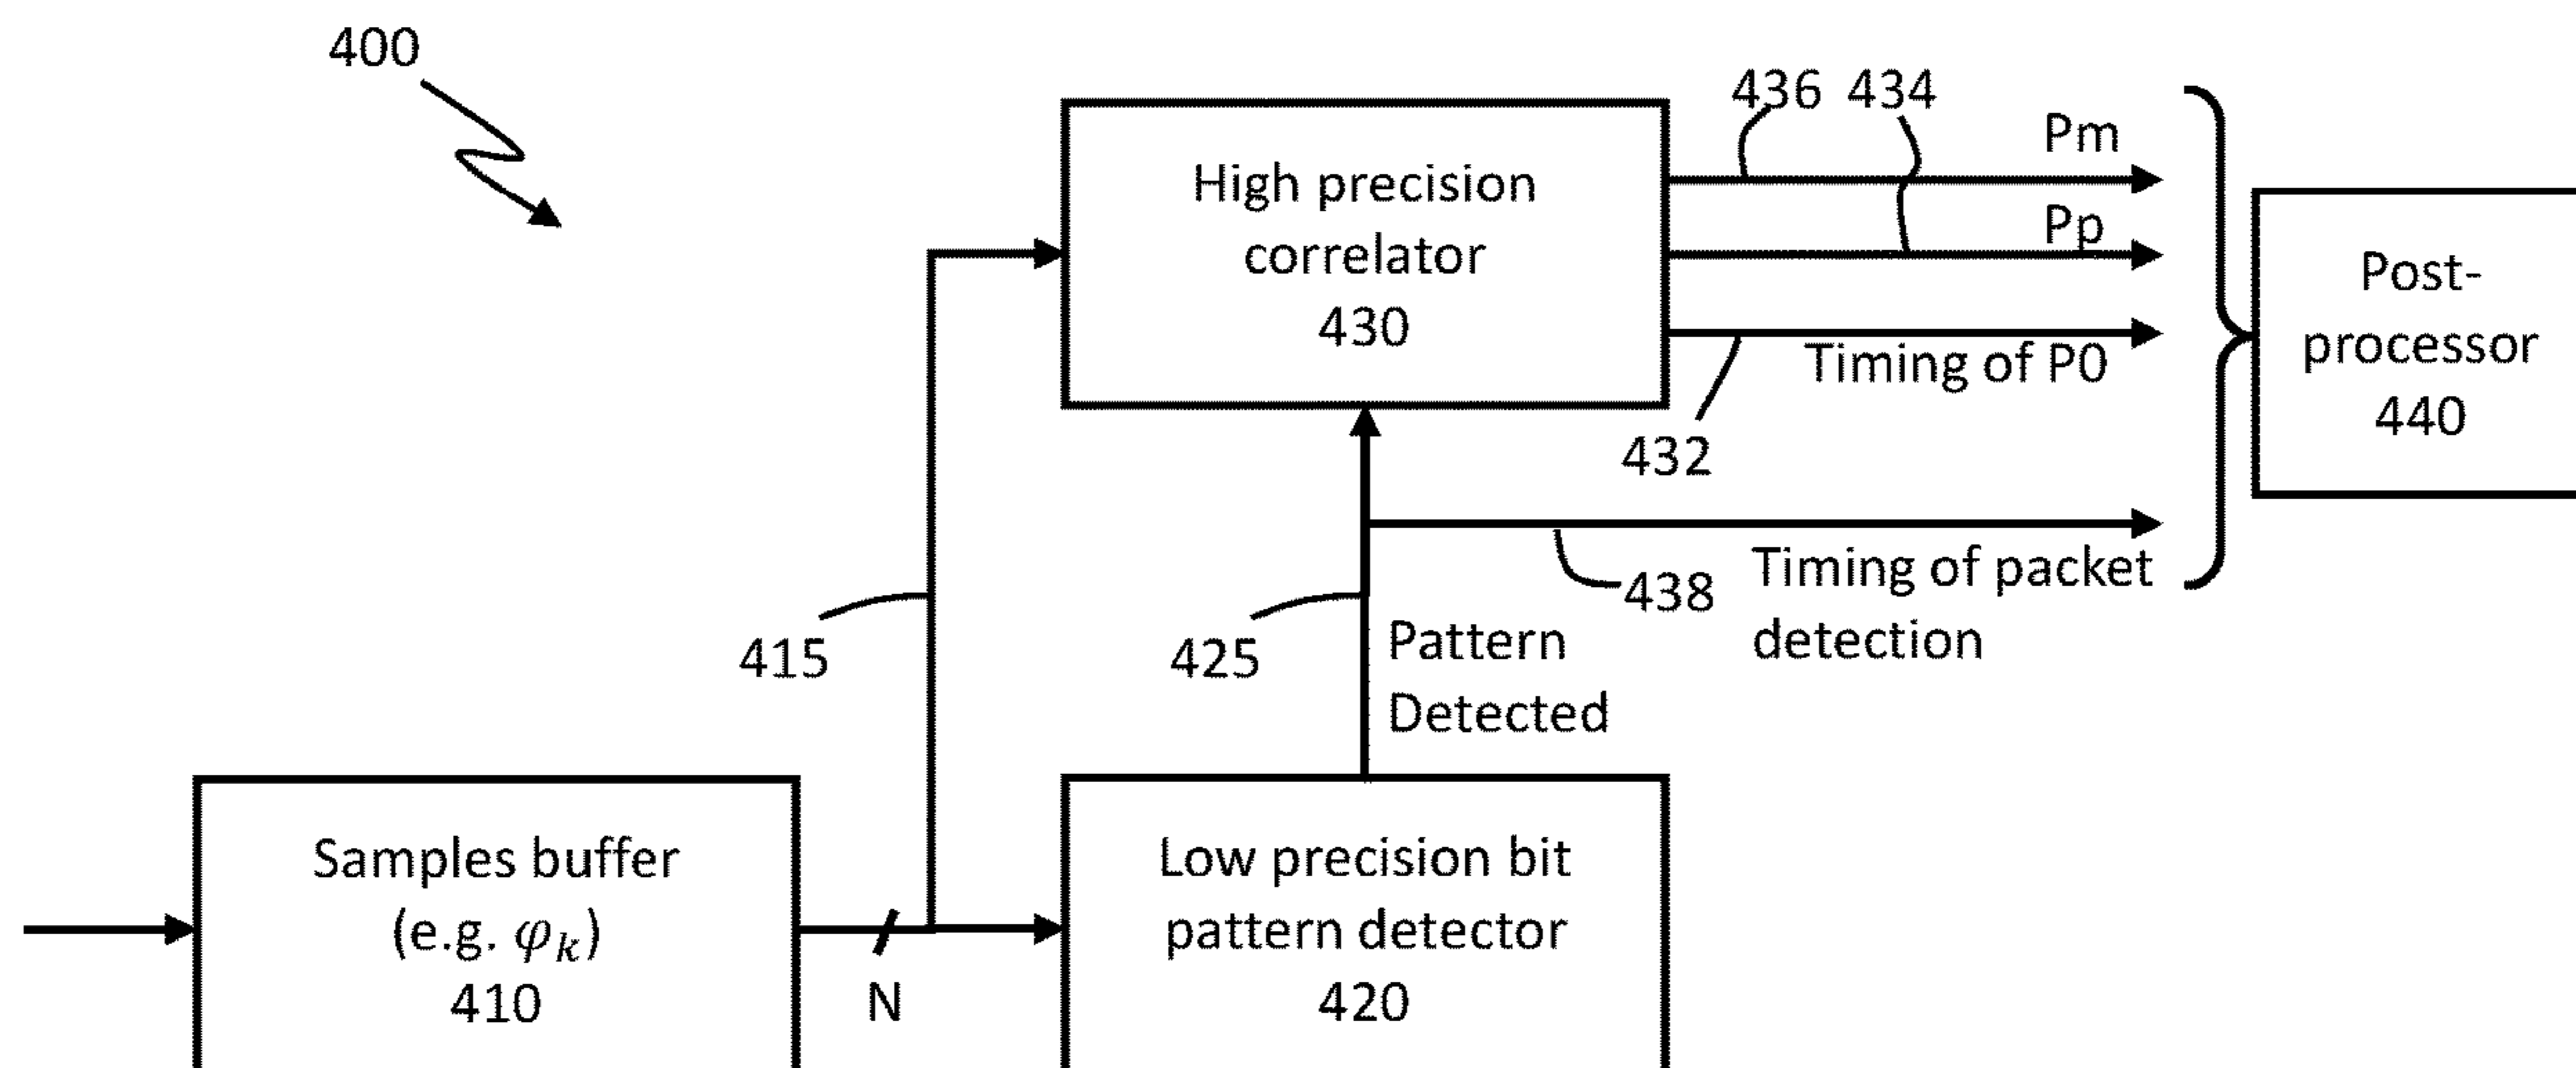 400
436 434
Pm
High precision
correlator
430
Pp
Timing of P0
432
Post-
processor
440
438
Timing of packet
detection
415
425
Pattern
Detected
Samples buffer
(e.g. φk)
410
N
Low precision bit
pattern detector
420